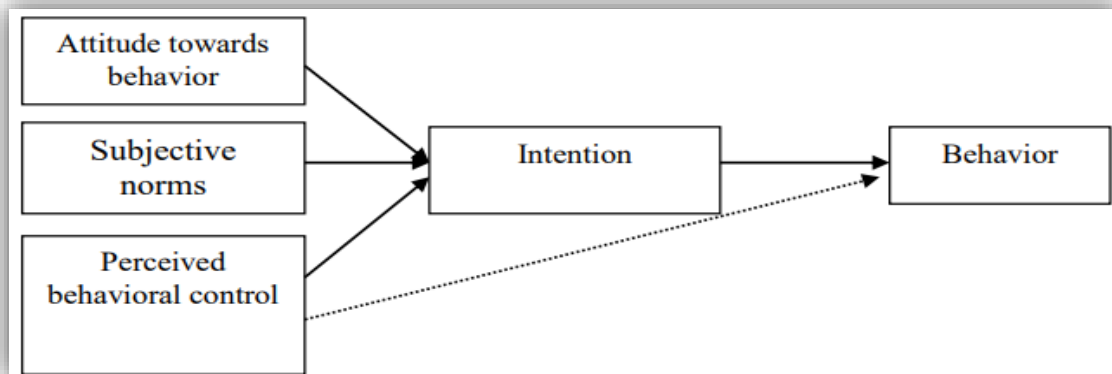 Attitude towards
behavior
Subjective
norms
Perceived
behavioral control
Intention
Behavior